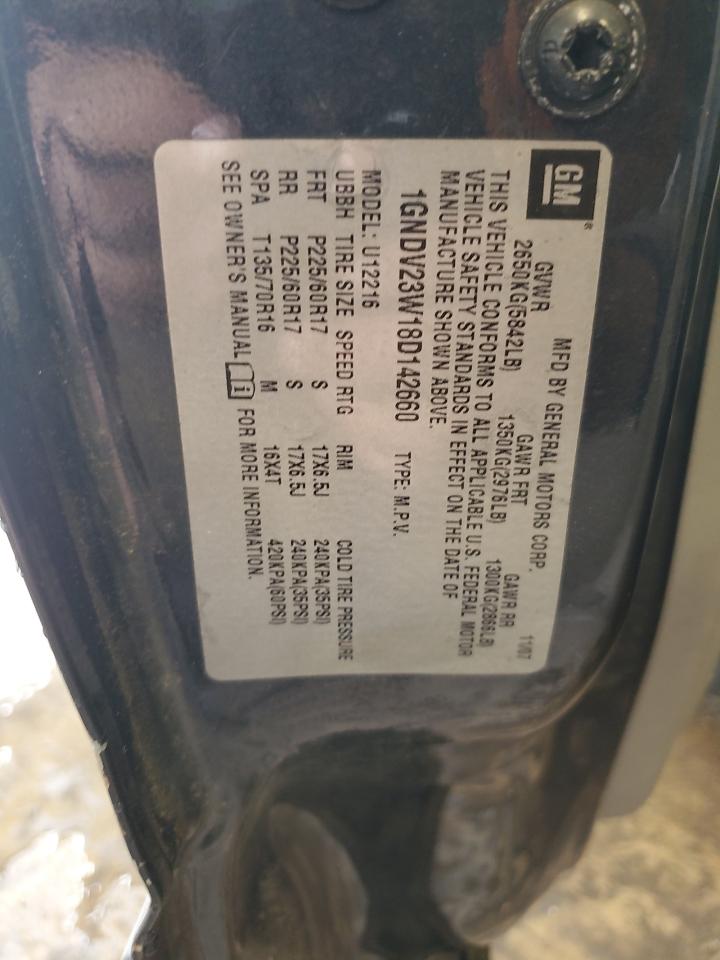 GM®
MFD BY GENERAL MOTORS CORP. 11/07
GVWR GAWR FRT GAWR RR
2650KG(5842LB) 1350KG(2976LB) 1300KG(2866LB)
THIS VEHICLE CONFORMS TO ALL APPLICABLE U.S. FEDERAL MOTOR
VEHICLE SAFETY STANDARDS IN EFFECT ON THE DATE OF
MANUFACTURE SHOWN ABOVE.
1GNDV23W18D142660 TYPE: M.P.V.
MODEL: U12216
UBBH TIRE SIZE SPEED RTG RIM COLD TIRE PRESSURE
FRT P225/60R17 S 17X6.5J 240KPA(35PSI)
RR P225/60R17 S 17X6.5J 240KPA(35PSI)
SPA T135/70R16 M 16X4T 420KPA(60PSI)
SEE OWNER'S MANUAL i FOR MORE INFORMATION.